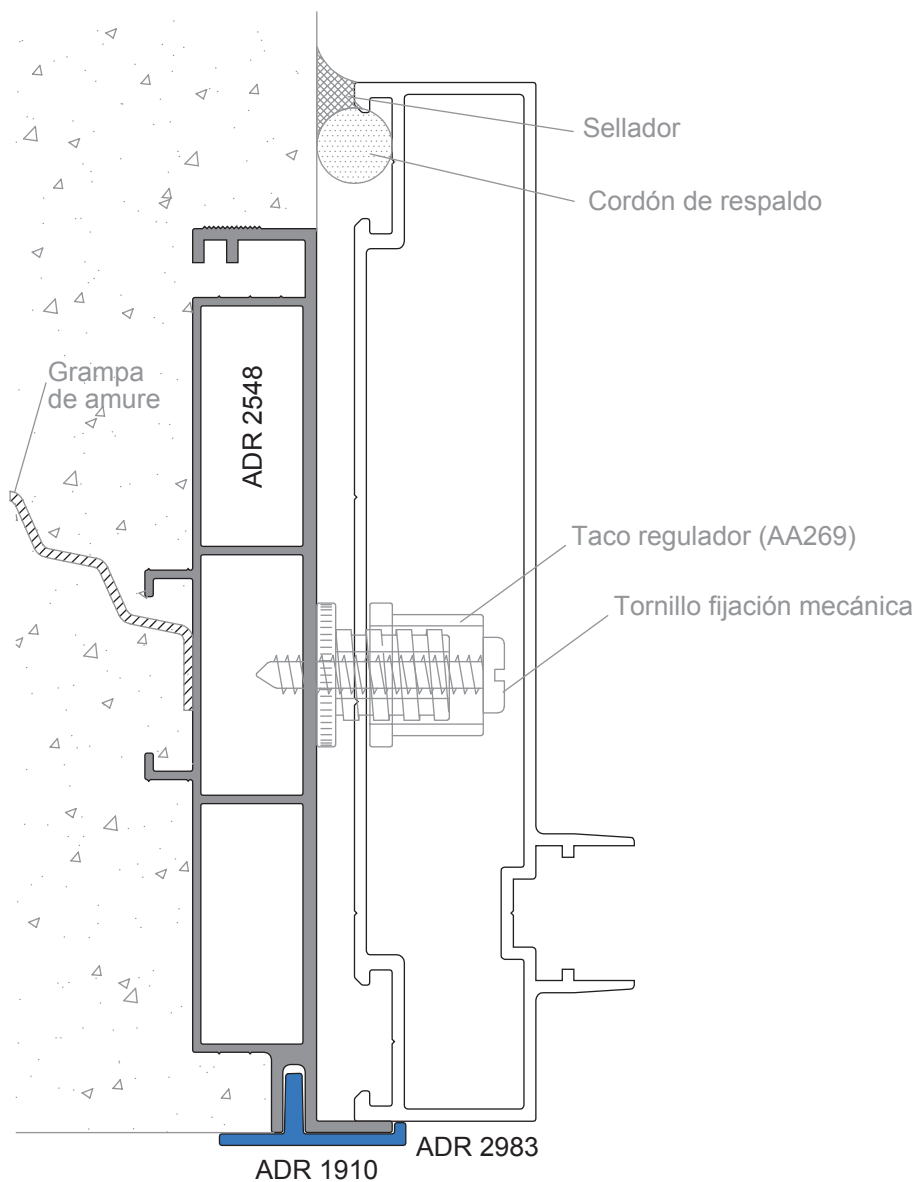 Sellador
Cordón de respaldo
Grampa
de amure
ADR 2548
Taco regulador (AA269)
Tornillo fijación mecánica
ADR 2983
ADR 1910